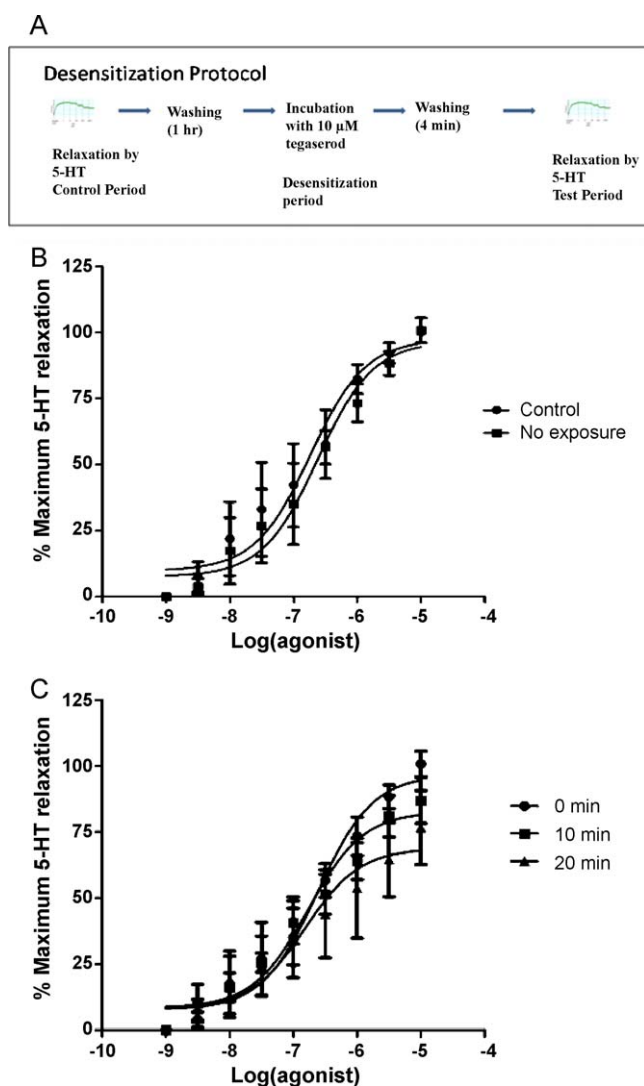 A
Desensitization Protocol
Relaxation by
5-HT
Control Period
Washing
(1 hr)
Incubation
with 10 µM
tegaserod
Desensitization
period
Washing
(4 min)
Relaxation by
5-HT
Test Period
B
% Maximum 5-HT relaxation
125
100
75
50
25
0
-10
-9
-8
-7
-6
-5
-4
Log(agonist)
Control
No exposure
C
% Maximum 5-HT relaxation
125
100
75
50
25
0
-10
-9
-8
-7
-6
-5
-4
Log(agonist)
0 min
10 min
20 min